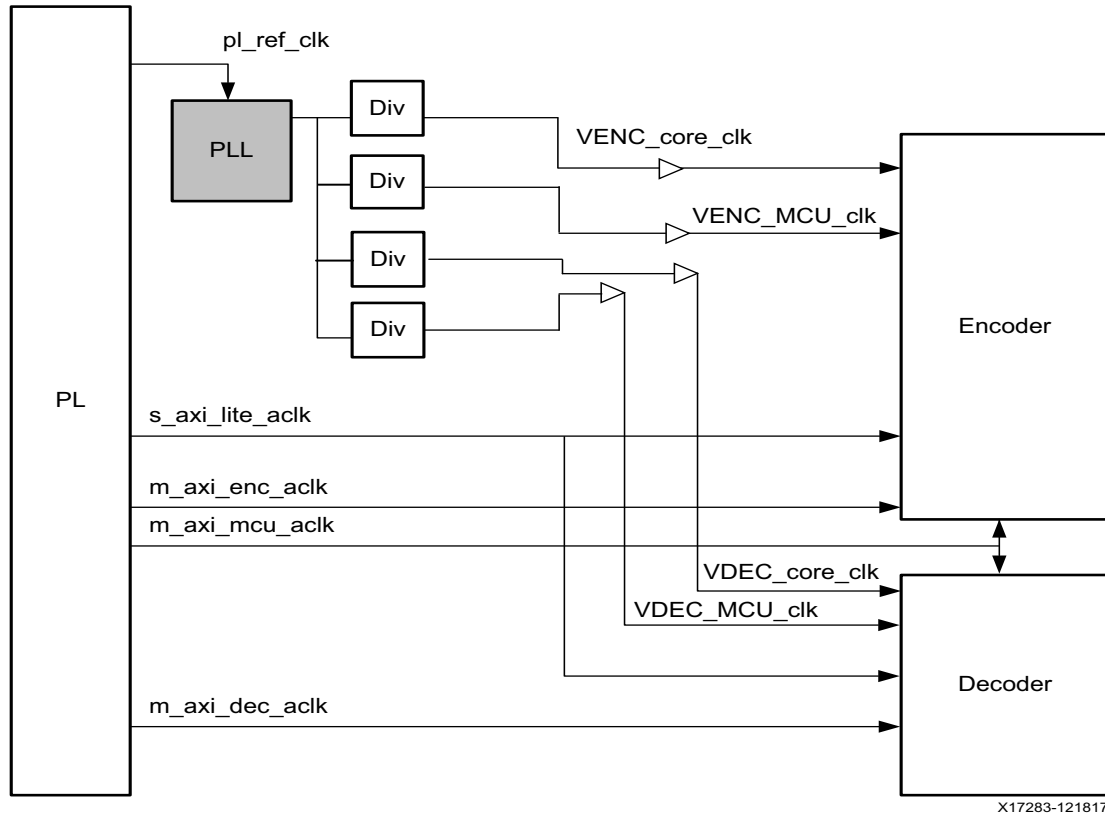 pl_ref_clk
PLL
Div
Div
Div
Div
VENC_core_clk
VENC_MCU_clk
Encoder
PL
s_axi_lite_aclk
m_axi_enc_aclk
m_axi_mcu_aclk
VDEC_core_clk
VDEC_MCU_clk
Decoder
m_axi_dec_aclk
X17283-121817